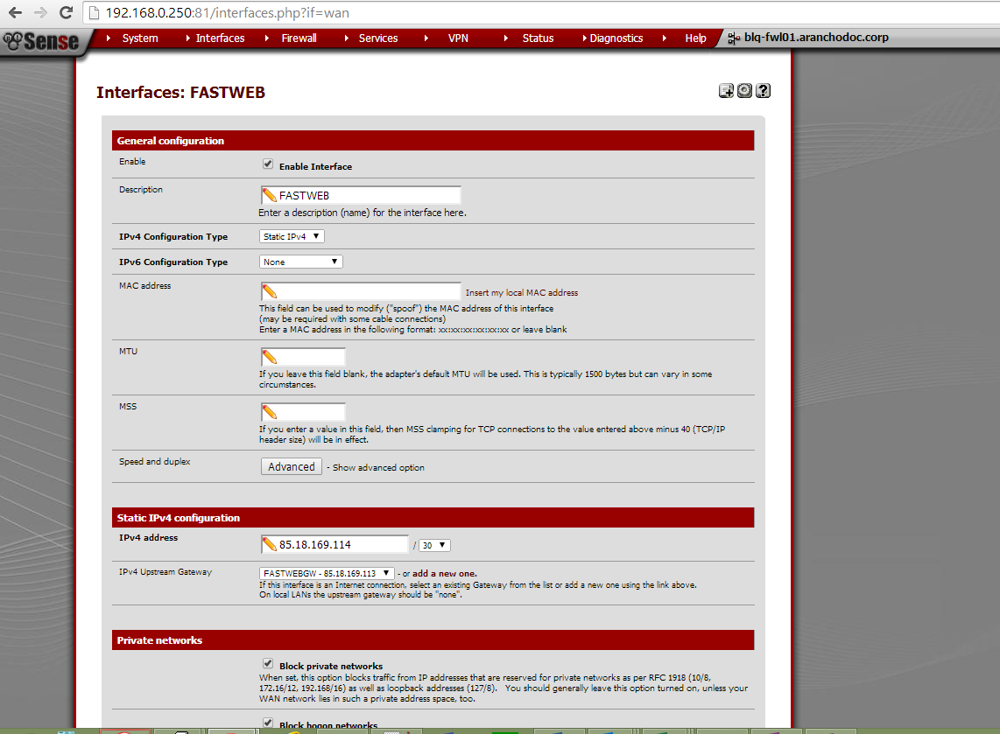 192.168.0.250:81/interfaces.php?if=wan
Sense System Interfaces Firewall Services VPN Status Diagnostics Help blq-fwl01.aranchodoc.corp
Interfaces: FASTWEB
General configuration
Enable Enable Interface
Description FASTWEB
Enter a description (name) for the interface here.
IPv4 Configuration Type Static IPv4
IPv6 Configuration Type None
MAC address Insert my local MAC address
This field can be used to modify ("spoof") the MAC address of this interface
(may be required with some cable connections)
Enter a MAC address in the following format: xx:xx:xx:xx:xx:xx or leave blank
MTU
If you leave this field blank, the adapter's default MTU will be used. This is typically 1500 bytes but can vary in some
circumstances.
MSS
If you enter a value in this field, then MSS clamping for TCP connections to the value entered above minus 40 (TCP/IP
header size) will be in effect.
Speed and duplex Advanced - Show advanced option
Static IPv4 configuration
IPv4 address 85.18.169.114 / 30
IPv4 Upstream Gateway FASTWEBGW - 85.18.169.113 - or add a new one.
If this interface is an Internet connection, select an existing Gateway from the list or add a new one using the link above.
On local LANs the upstream gateway should be "none".
Private networks
Block private networks
When set, this option blocks traffic from IP addresses that are reserved for private networks as per RFC 1918 (10/8,
172.16/12, 192.168/16) as well as loopback addresses (127/8). You should generally leave this option turned on, unless your
WAN network lies in such a private address space, too.
Block bogon networks